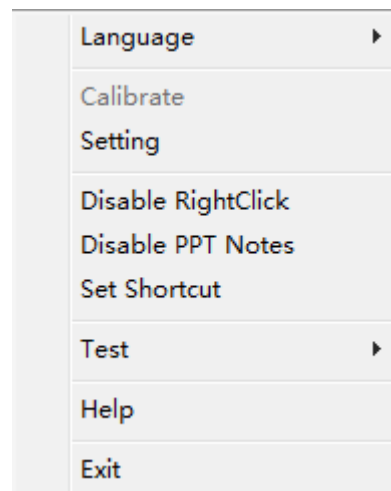 Language
Calibrate
Setting
Disable RightClick
Disable PPT Notes
Set Shortcut
Test
Help
Exit